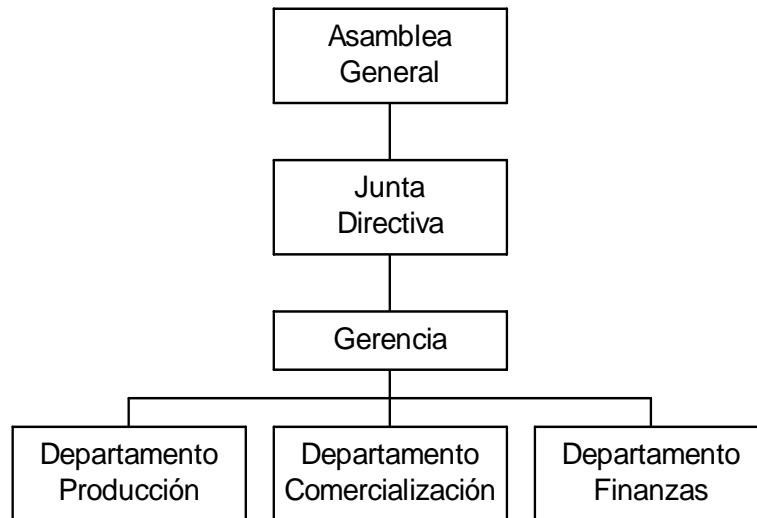 Asamblea
General
Junta
Directiva
Gerencia
Departamento
Producción
Departamento
Comercialización
Departamento
Finanzas